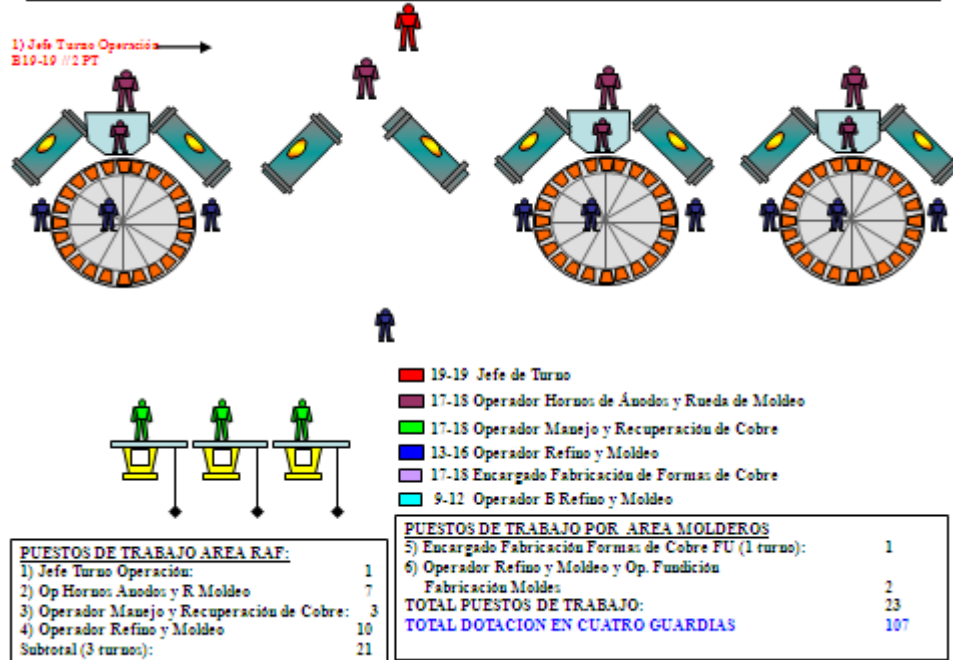 1) Jefe Turno Operación
B19-19 // 2 PT
19-19 Jefe de Turno
17-18 Operador Hornos de Ánodos y Rueda de Moldeo
17-18 Operador Manejo y Recuperación de Cobre
13-16 Operador Refino y Moldeo
17-18 Encargado Fabricación de Formas de Cobre
9-12 Operador B Refino y Moldeo
PUESTOS DE TRABAJO AREA RAF:
1) Jefe Turno Operación: 1
2) Op Hornos Anodos y R Moldeo 7
3) Operador Manejo y Recuperación de Cobre: 3
4) Operador Refino y Moldeo 10
Subtotal (3 turnos): 21
PUESTOS DE TRABAJO POR AREA MOLDEROS
5) Encargado Fabricación Formas de Cobre FU (1 turno): 1
6) Operador Refino y Moldeo y Op. Fundición
Fabricación Moldes 2
TOTAL PUESTOS DE TRABAJO: 23
TOTAL DOTACION EN CUATRO GUARDIAS 107